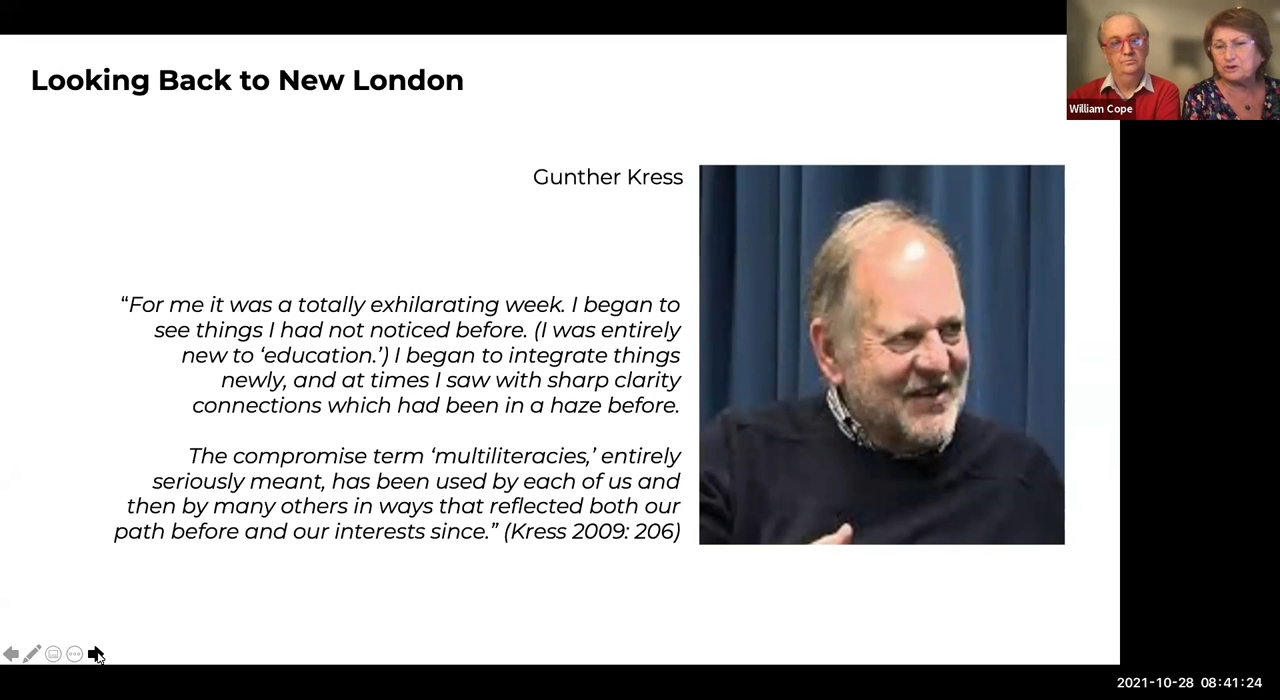 Looking Back to New London
William Cope
Gunther Kress
“For me it was a totally exhilarating week. I began to
see things I had not noticed before. (I was entirely
new to ‘education.’) I began to integrate things
newly, and at times I saw with sharp clarity
connections which had been in a haze before.
The compromise term ‘multiliteracies,’ entirely
seriously meant, has been used by each of us and
then by many others in ways that reflected both our
path before and our interests since.” (Kress 2009: 206)
2021-10-28 08:41:24